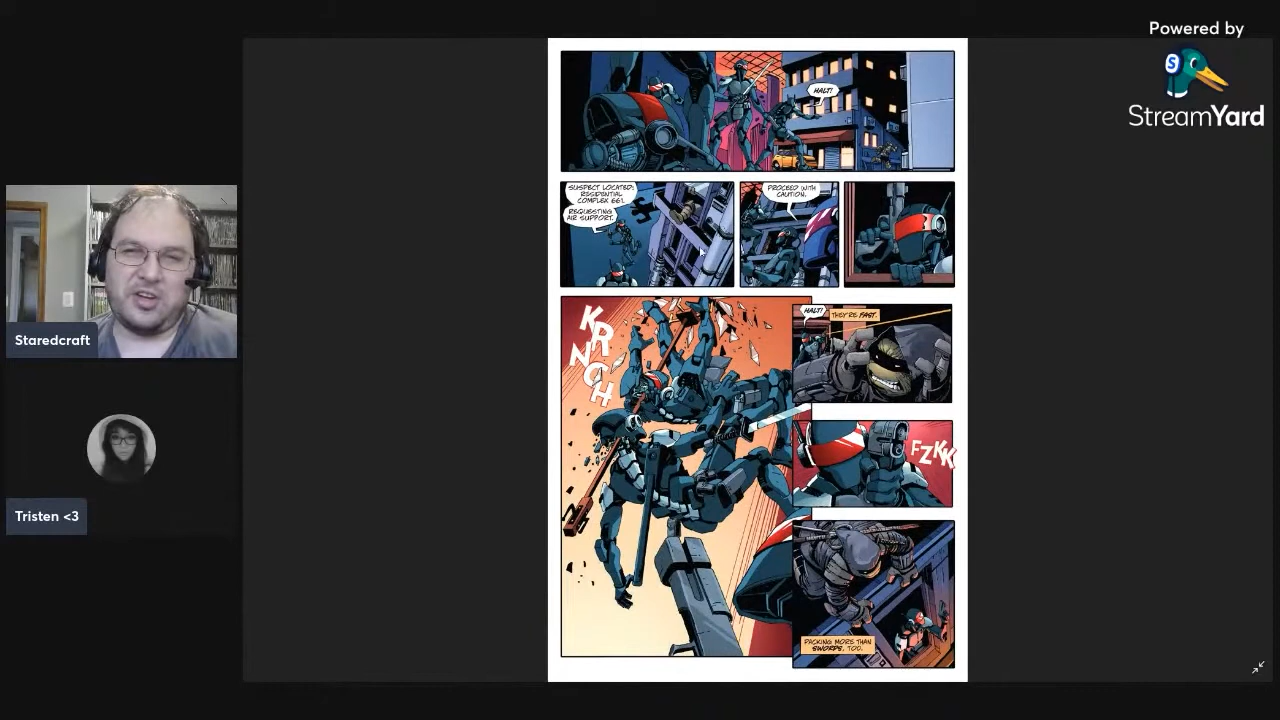 Powered by
S
StreamYard
HALT!
SUSPECT LOCATED:
RESIDENTIAL
COMPLEX 661.
REQUESTING
AIR SUPPORT.
PROCEED WITH
CAUTION.
KRNCH
HALT!
THEY'RE FAST.
FZKK
PACKING MORE THAN
SWORDS, TOO.
Staredcraft
Tristen <3